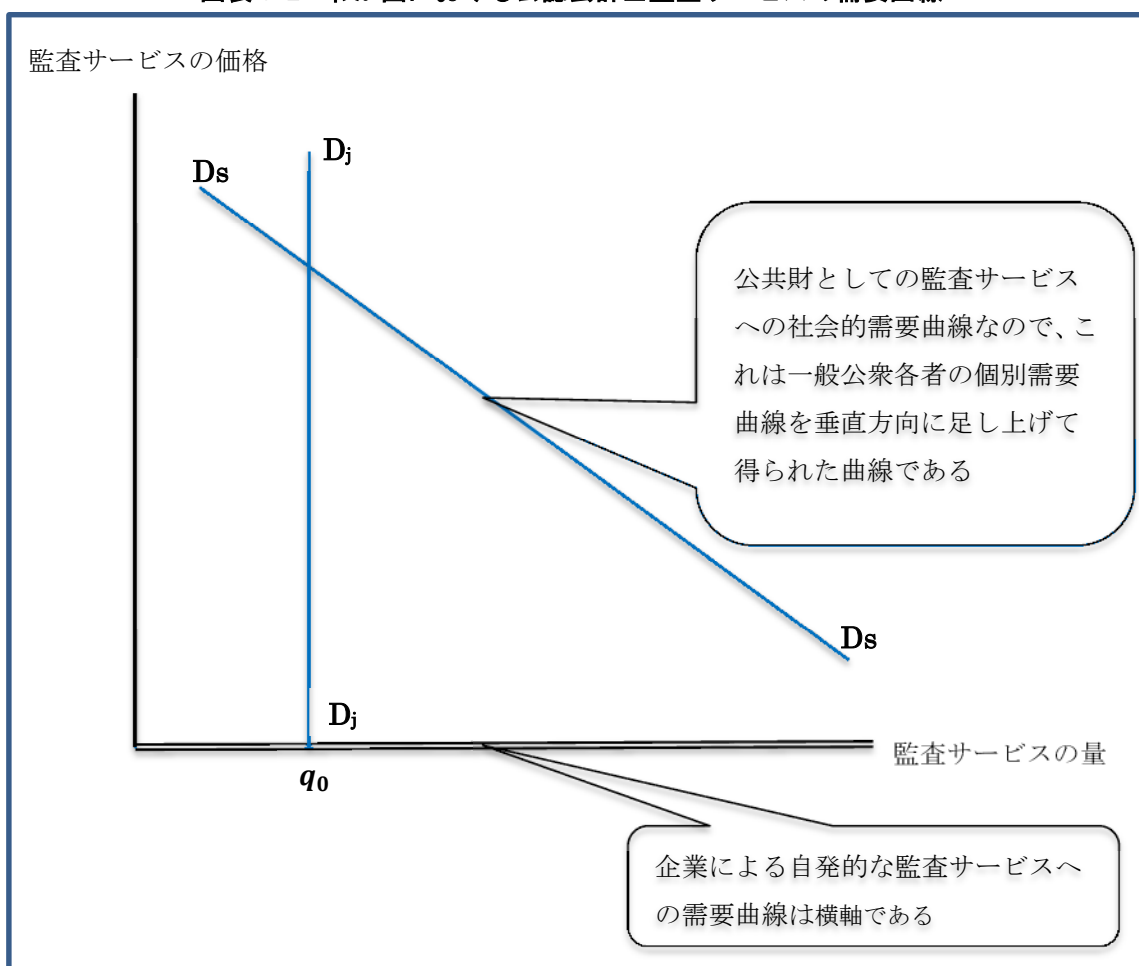 監査サービスの価格
Dj
Ds
公共財としての監査サービス
への社会的需要曲線なので、こ
れは一般公衆各者の個別需要
曲線を垂直方向に足し上げて
得られた曲線である
Ds
Dj
監査サービスの量
q0
企業による自発的な監査サービスへ
の需要曲線は横軸である